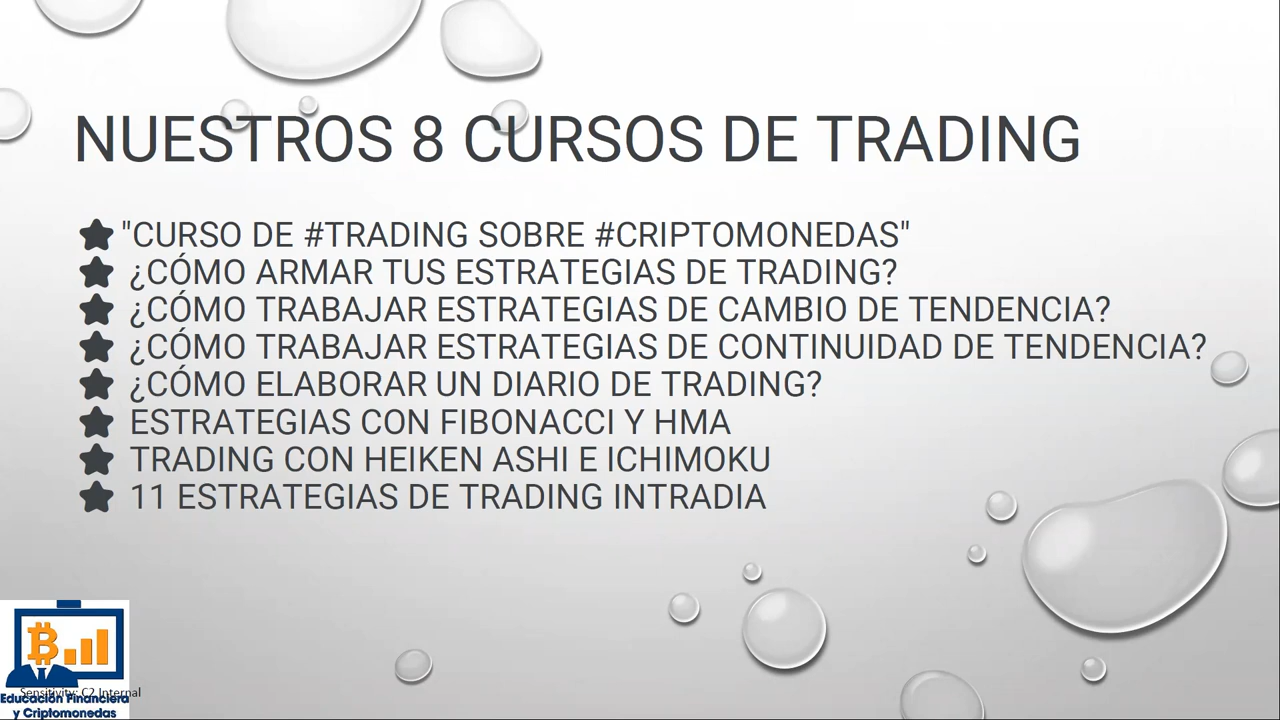 NUESTROS 8 CURSOS DE TRADING
"CURSO DE #TRADING SOBRE #CRIPTOMONEDAS"
¿CÓMO ARMAR TUS ESTRATEGIAS DE TRADING?
¿CÓMO TRABAJAR ESTRATEGIAS DE CAMBIO DE TENDENCIA?
¿CÓMO TRABAJAR ESTRATEGIAS DE CONTINUIDAD DE TENDENCIA?
¿CÓMO ELABORAR UN DIARIO DE TRADING?
ESTRATEGIAS CON FIBONACCI Y HMA
TRADING CON HEIKEN ASHI E ICHIMOKU
11 ESTRATEGIAS DE TRADING INTRADIA
Sensitivity: C2 Internal
Educación Financiera
y Criptomonedas